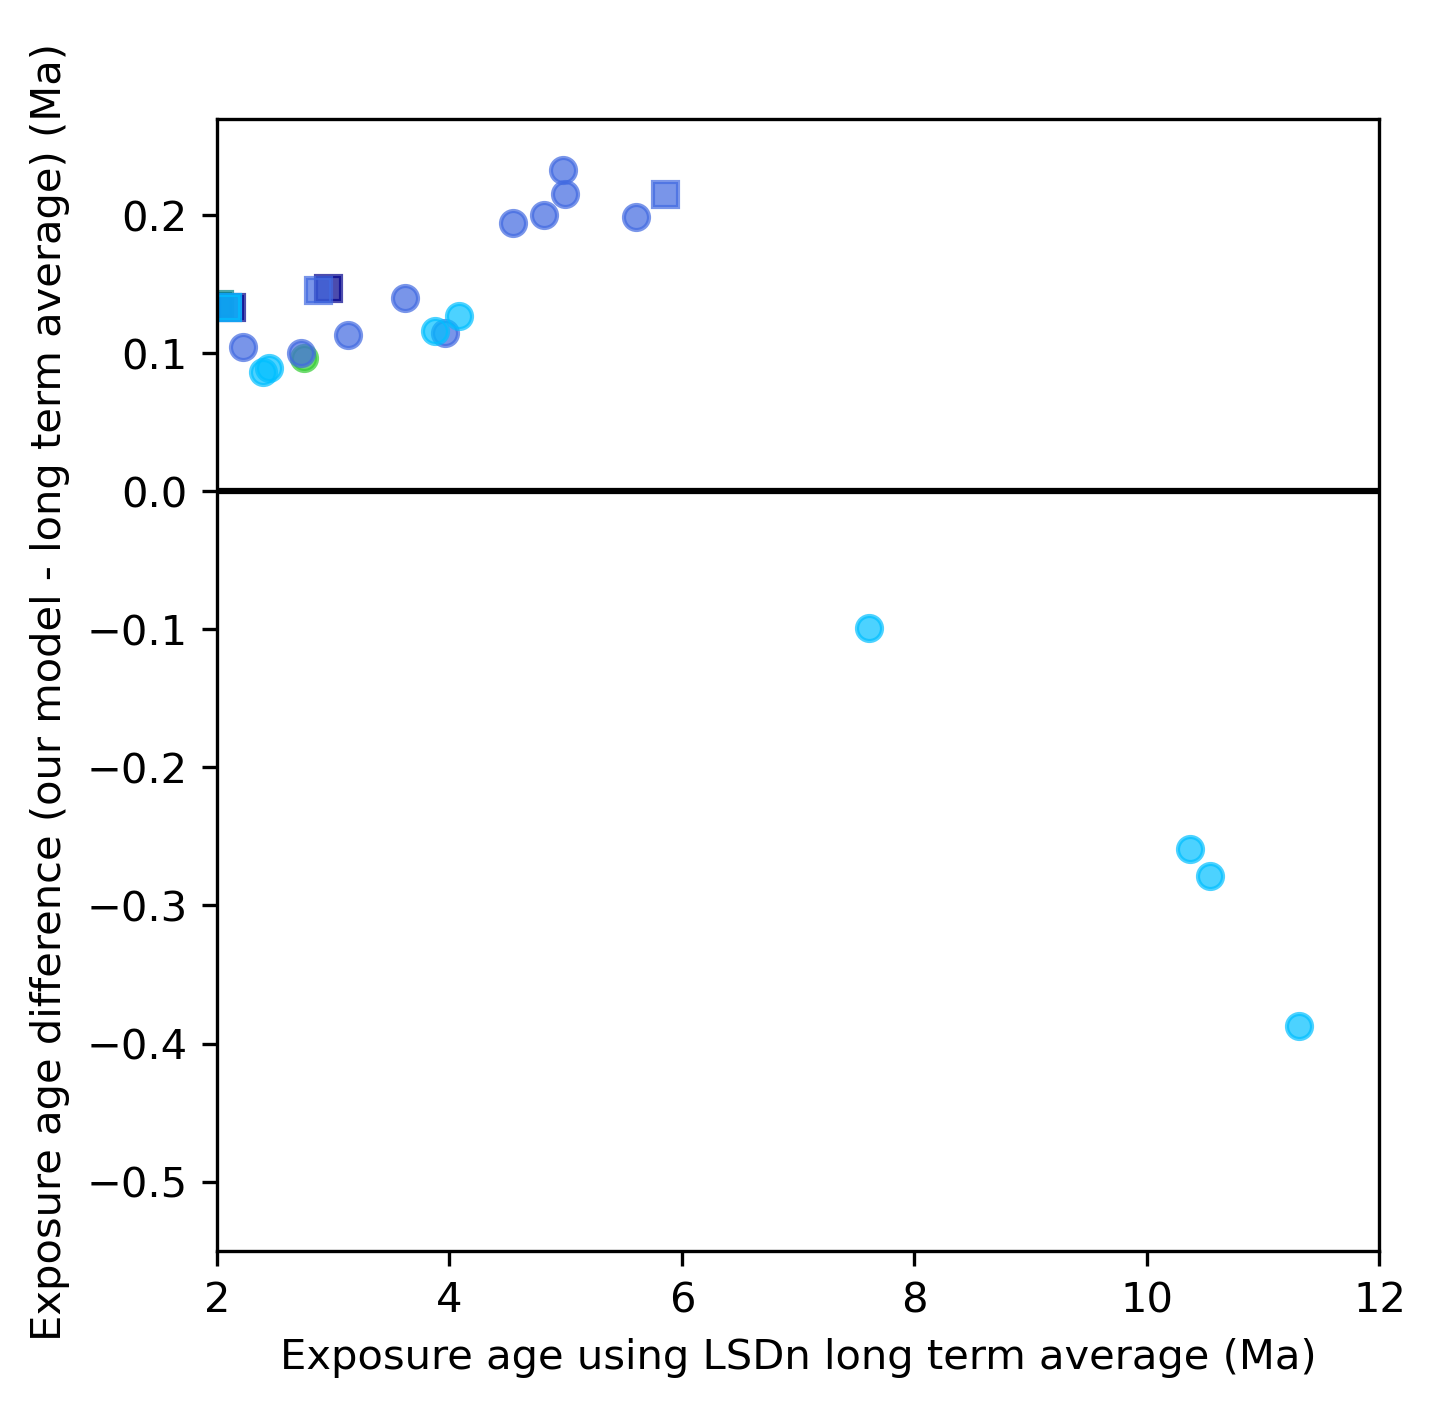 Exposure age difference (our model - long term average) (Ma)
0.2
0.1
0.0
−0.1
−0.2
−0.3
−0.4
−0.5
2 4 6 8 10 12
Exposure age using LSDn long term average (Ma)